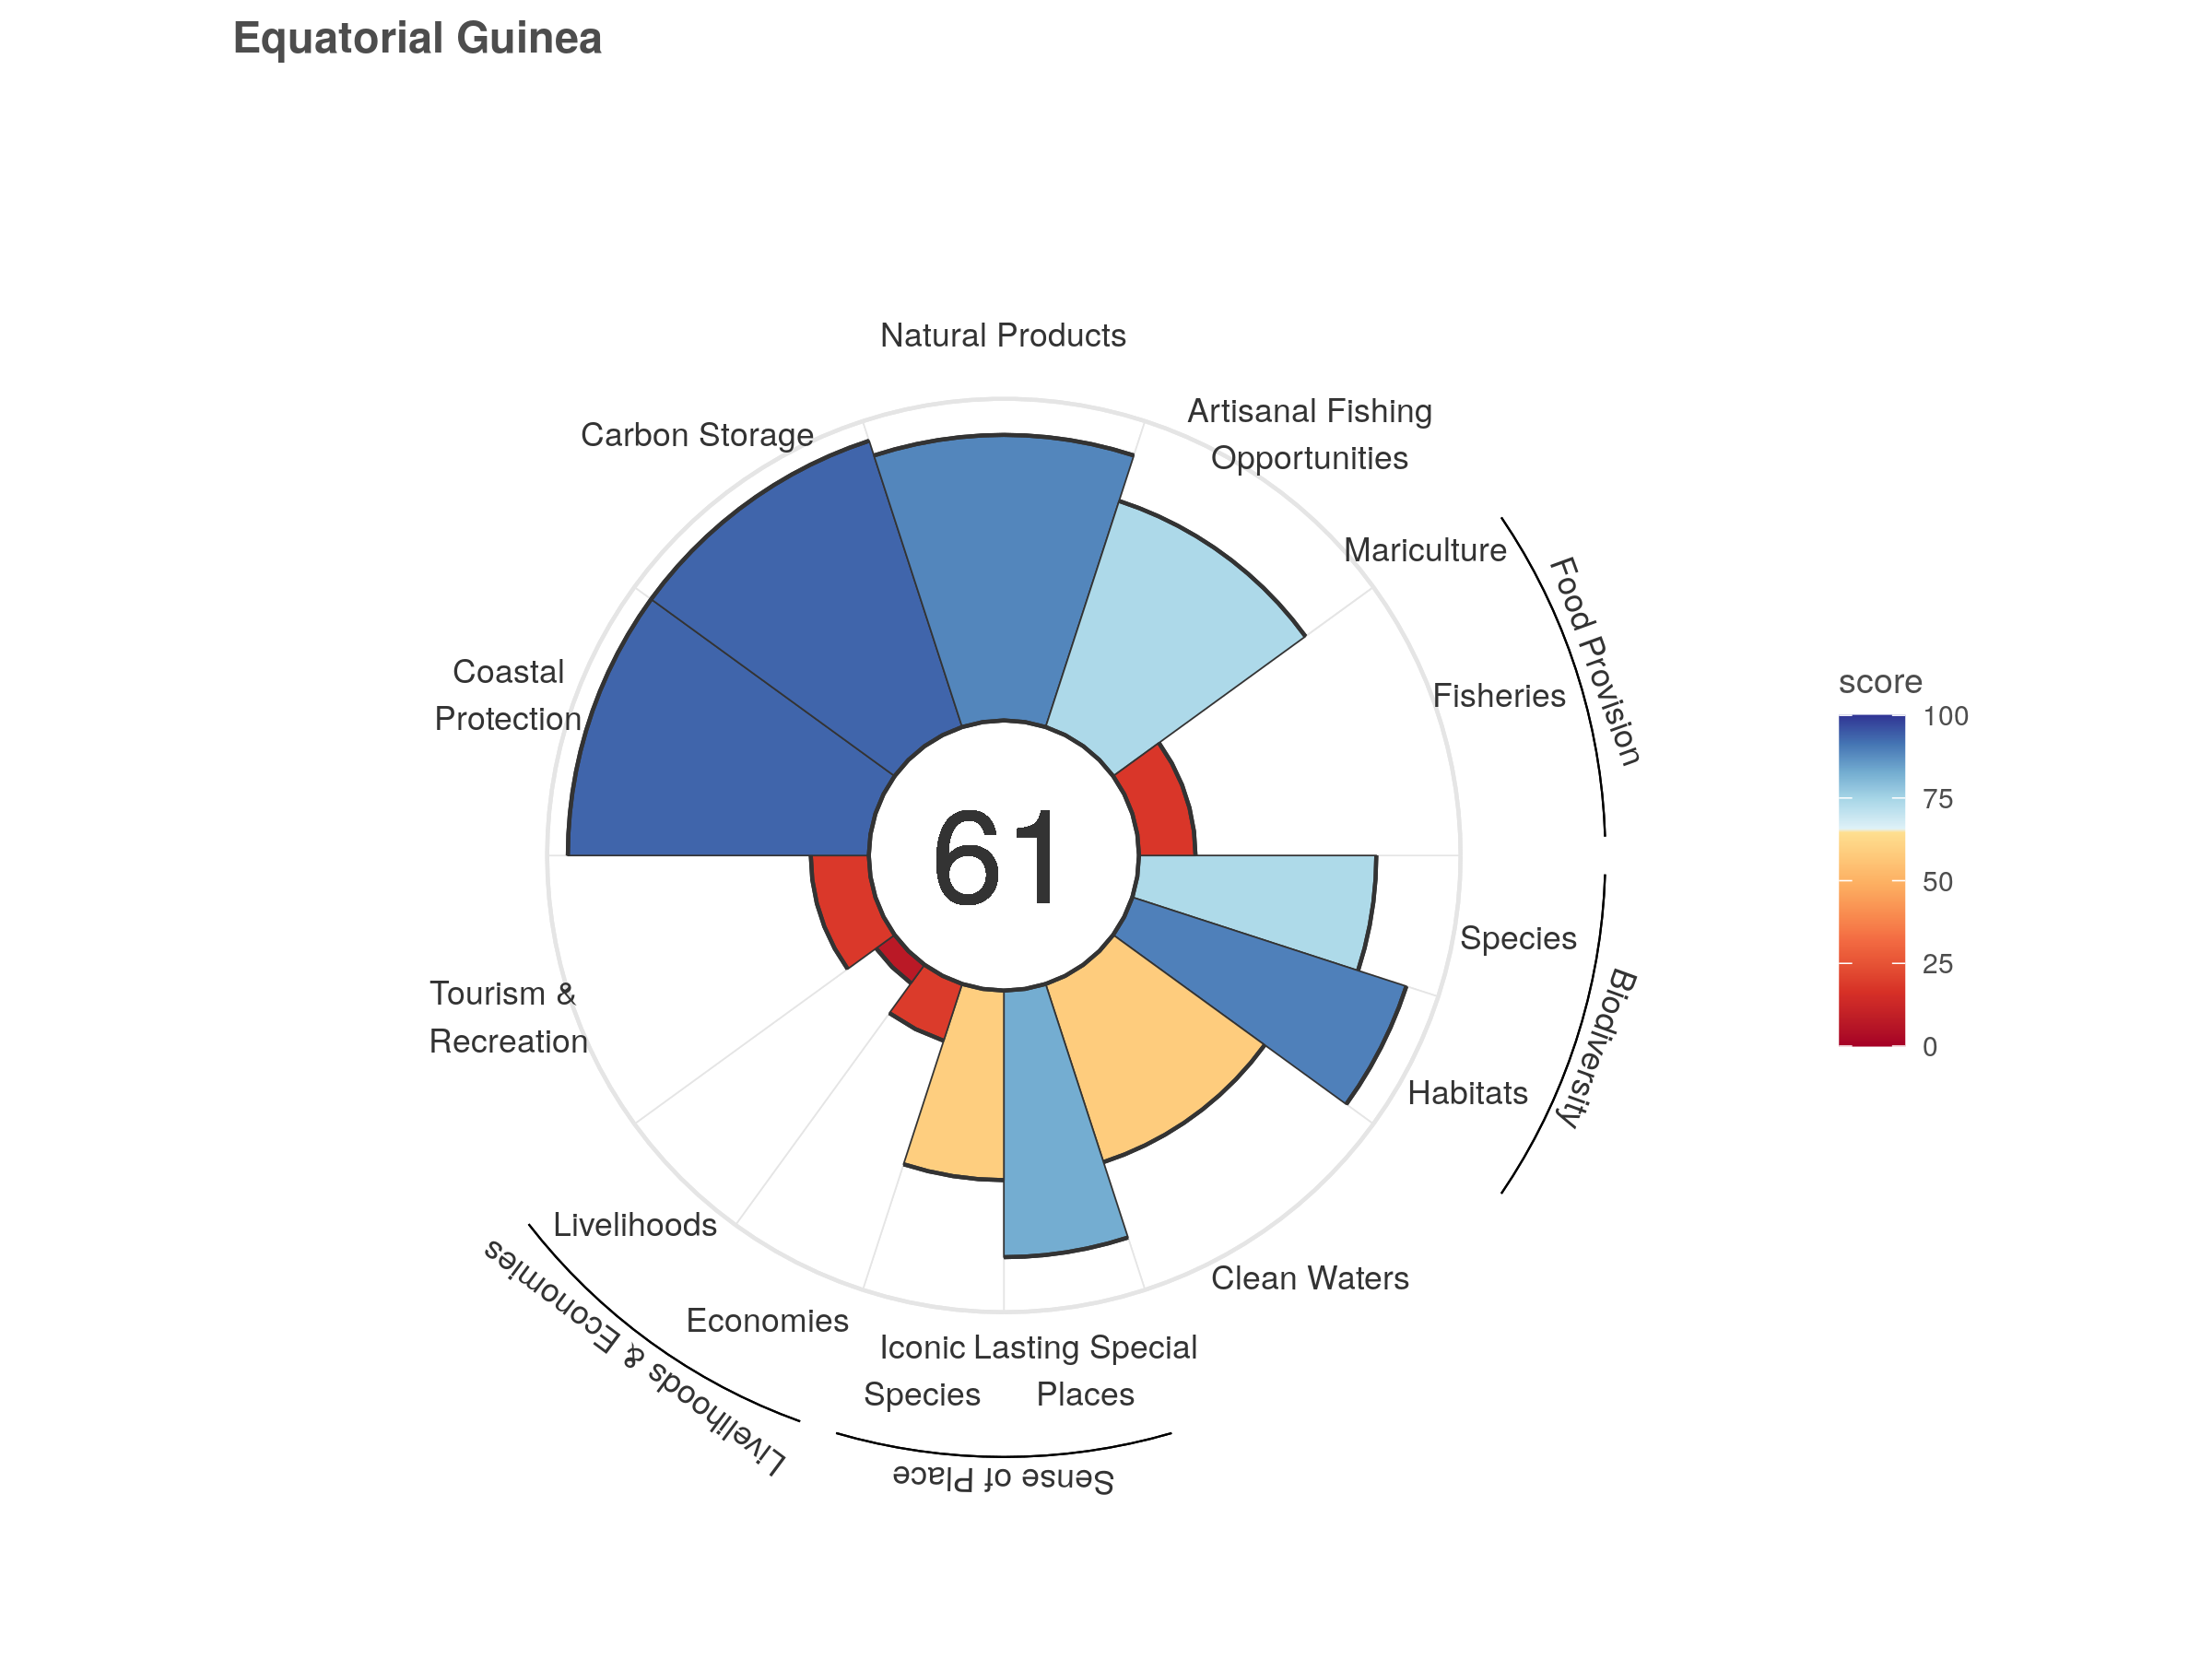 Equatorial Guinea
Natural Products
Artisanal Fishing
Opportunities
Carbon Storage
Mariculture
Food Provision
Fisheries
Coastal
Protection
61
score
100
75
50
25
0
Species
Biodiversity
Habitats
Tourism &
Recreation
Livelihoods
Livelihoods & Economies
Economies
Clean Waters
Iconic
Species
Lasting Special
Places
Sense of Place